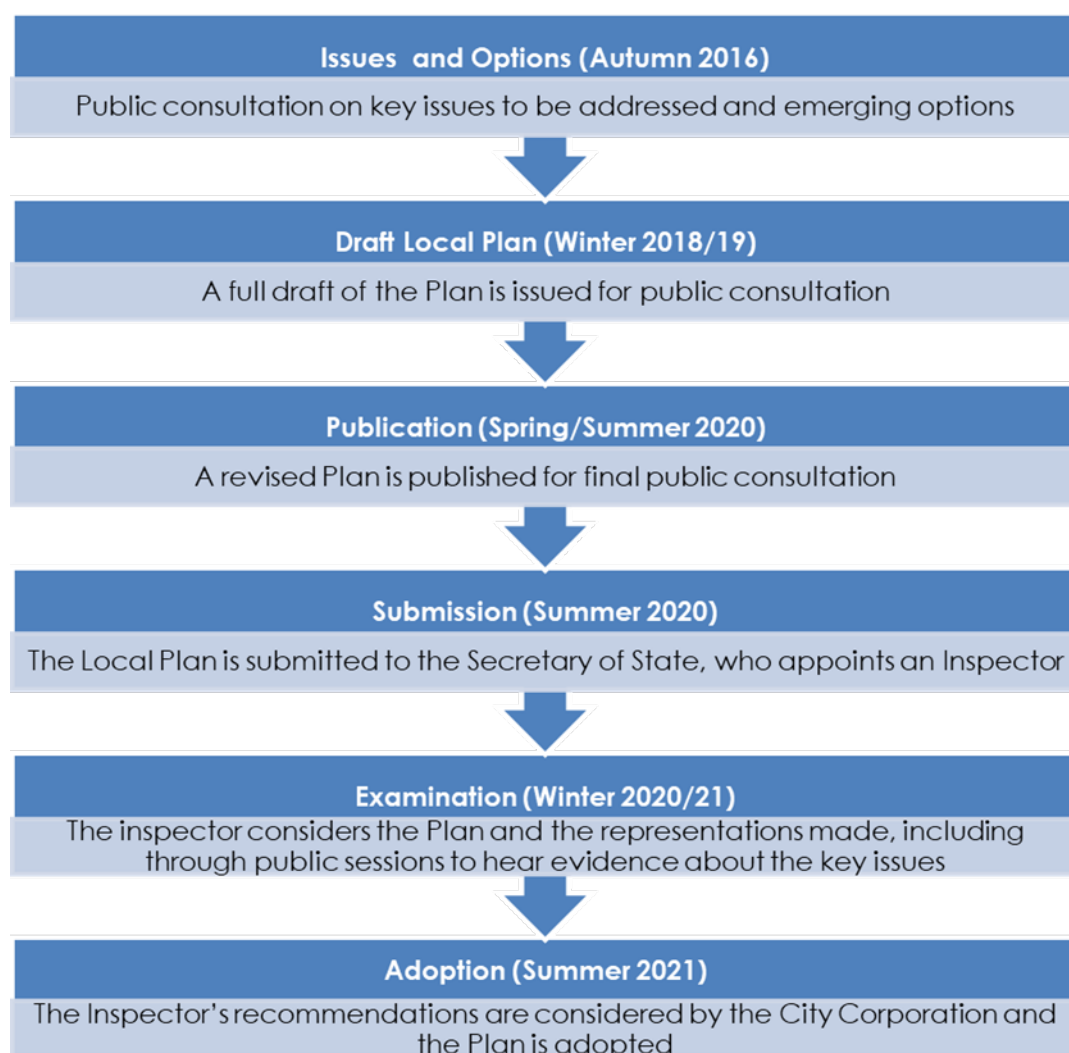 Issues and Options (Autumn 2016)
Public consultation on key issues to be addressed and emerging options
Draft Local Plan (Winter 2018/19)
A full draft of the Plan is issued for public consultation
Publication (Spring/Summer 2020)
A revised Plan is published for final public consultation
Submission (Summer 2020)
The Local Plan is submitted to the Secretary of State, who appoints an Inspector
Examination (Winter 2020/21)
The inspector considers the Plan and the representations made, including
through public sessions to hear evidence about the key issues
Adoption (Summer 2021)
The Inspector's recommendations are considered by the City Corporation and
the Plan is adopted